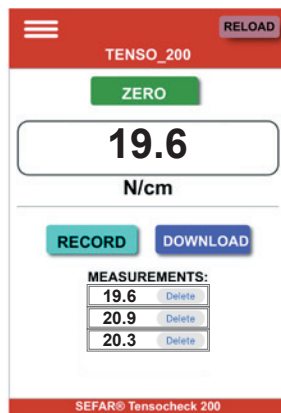 RELOAD
TENSO_200
ZERO
19.6
N/cm
RECORD DOWNLOAD
MEASUREMENTS:
19.6 Delete
20.9 Delete
20.3 Delete
SEFAR® Tensocheck 200